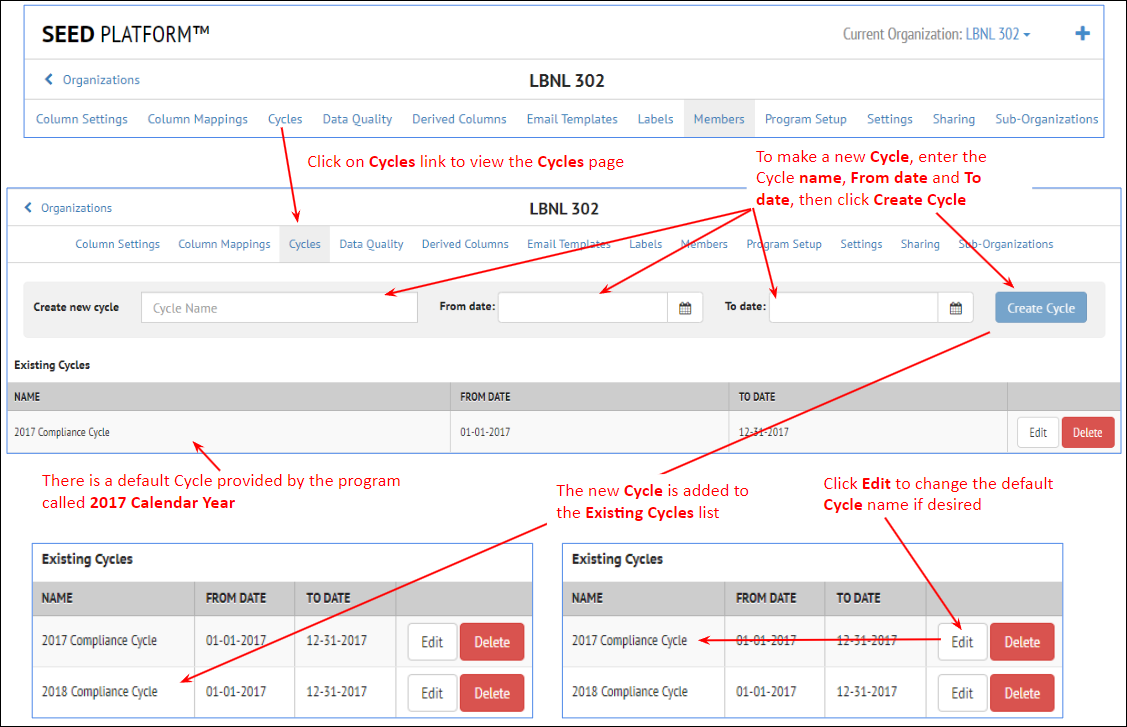 SEED PLATFORM™
Current Organization: LBNL 302
Organizations
LBNL 302
Column Settings Column Mappings Cycles Data Quality Derived Columns Email Templates Labels Members Program Setup Settings Sharing Sub-Organizations
Click on Cycles link to view the Cycles page
To make a new Cycle, enter the
Cycle name, From date and To
date, then click Create Cycle
Organizations
LBNL 302
Column Settings Column Mappings Cycles Data Quality Derived Columns Email Templates Labels Members Program Setup Settings Sharing Sub-Organizations
Create new cycle Cycle Name From date: To date: Create Cycle
Existing Cycles
NAME FROM DATE TO DATE
2017 Compliance Cycle 01-01-2017 12-31-2017 Edit Delete
There is a default Cycle provided by the program
called 2017 Calendar Year
The new Cycle is added to
the Existing Cycles list
Click Edit to change the default
Cycle name if desired
Existing Cycles
NAME FROM DATE TO DATE
2017 Compliance Cycle 01-01-2017 12-31-2017 Edit Delete
2018 Compliance Cycle 01-01-2017 12-31-2017 Edit Delete
Existing Cycles
NAME FROM DATE TO DATE
2017 Compliance Cycle 01-01-2017 12-31-2017 Edit Delete
2018 Compliance Cycle 01-01-2017 12-31-2017 Edit Delete